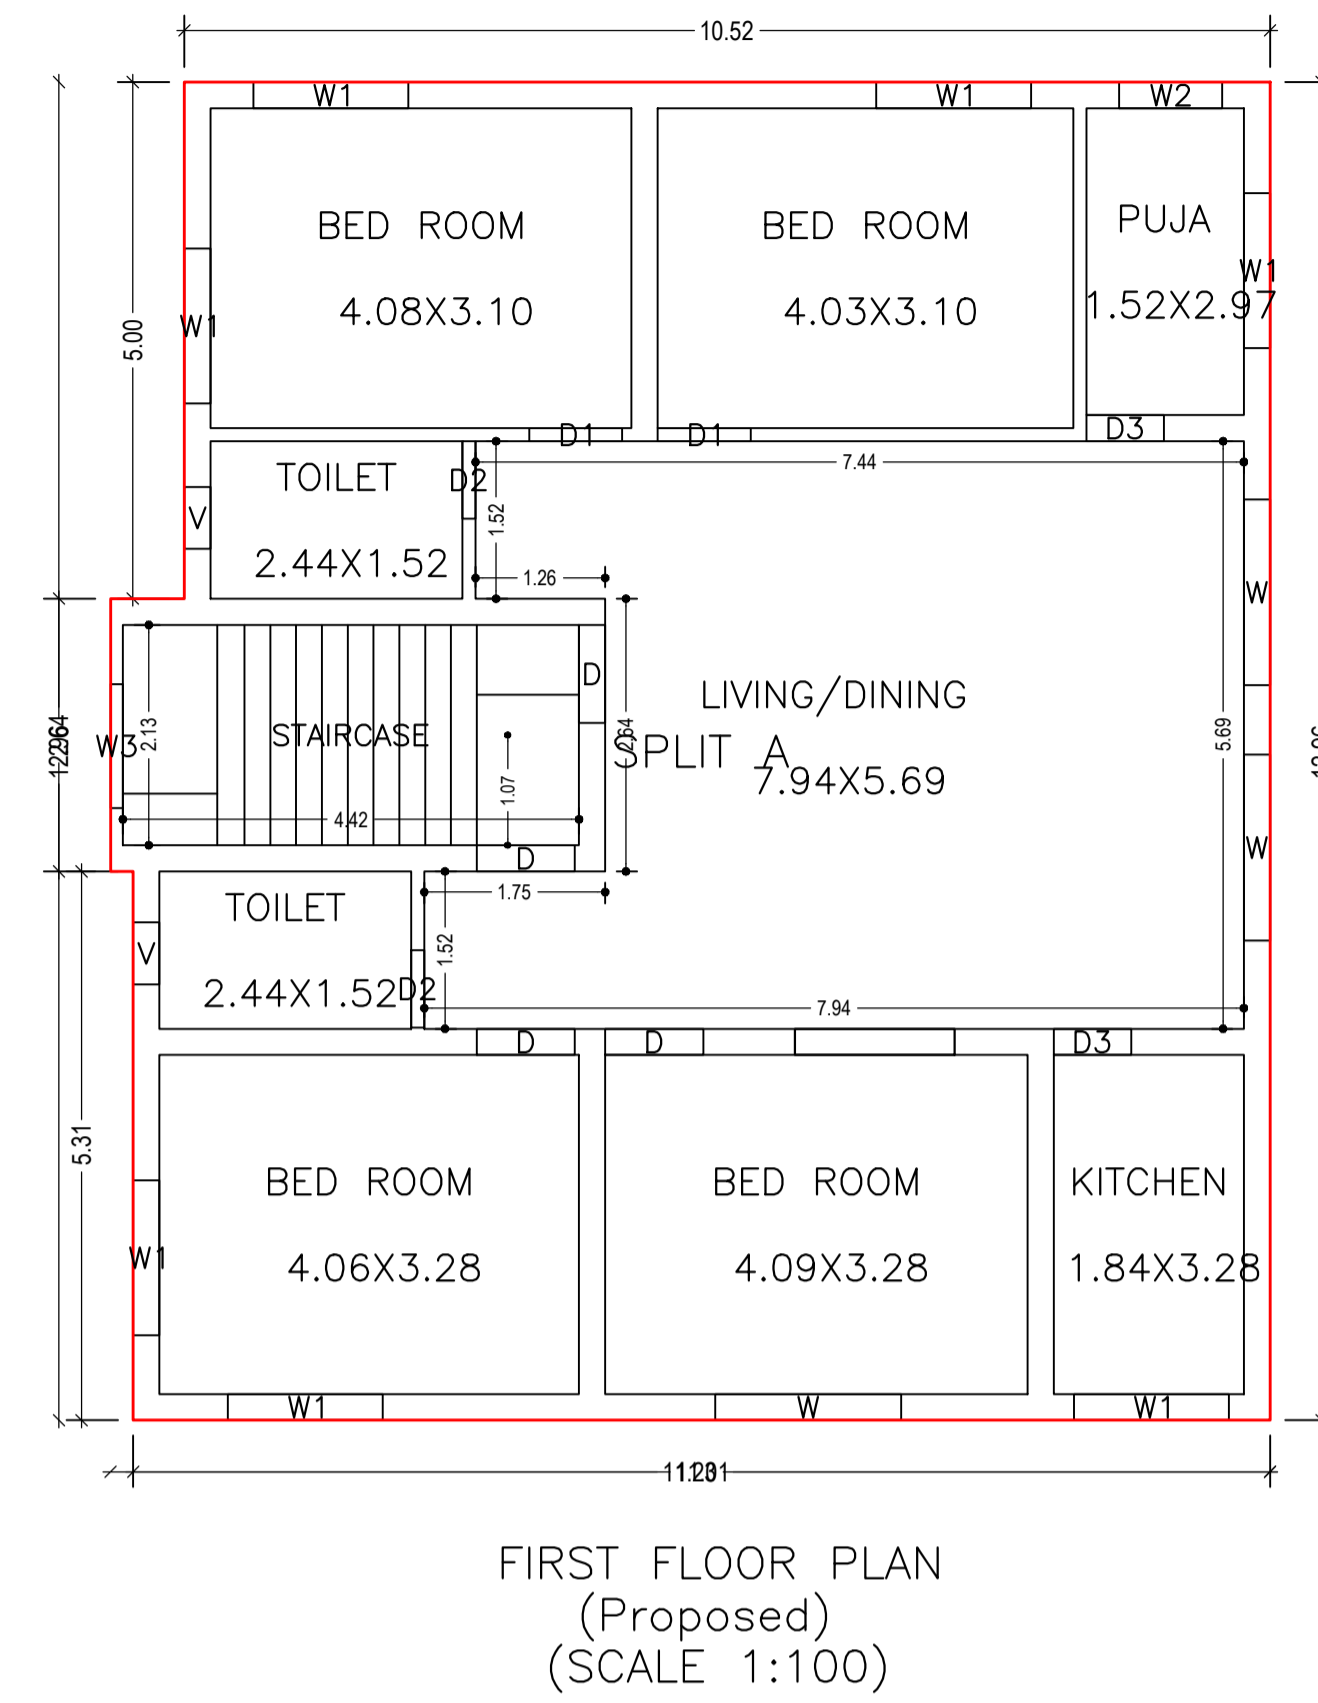 10.52
W1
W1
W2
BED ROOM
4.08X3.10
BED ROOM
4.03X3.10
PUJA
1.52X2.97
W1
W1
5.00
D1
D1
D3
TOILET
2.44X1.52
D2
V
7.44
1.52
1.26
W
D
LIVING/DINING
SPLIT A
7.94X5.69
2.64
5.69
STAIRCASE
W3
2.13
1.07
4.42
D
W
1.75
TOILET
2.44X1.52
V
D2
1.52
7.94
D
D
D3
5.31
BED ROOM
4.06X3.28
BED ROOM
4.09X3.28
KITCHEN
1.84X3.28
W1
W1
W
W1
FIRST FLOOR PLAN
(Proposed)
(SCALE 1:100)